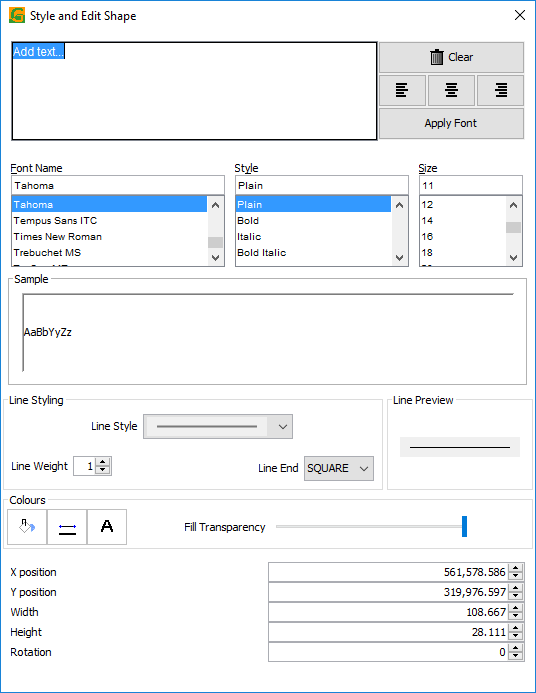 Style and Edit Shape
Add text...
Clear
Apply Font
Font Name
Style
Size
Tahoma
Plain
11
Tahoma
Plain
12
Tempus Sans ITC
Bold
14
Times New Roman
Italic
16
Trebuchet MS
Bold Italic
18
Sample
AaBbYyZz
Line Styling
Line Preview
Line Style
Line Weight
1
Line End
SQUARE
Colours
A
Fill Transparency
X position
561,578.586
Y position
319,976.597
Width
108.667
Height
28.111
Rotation
0